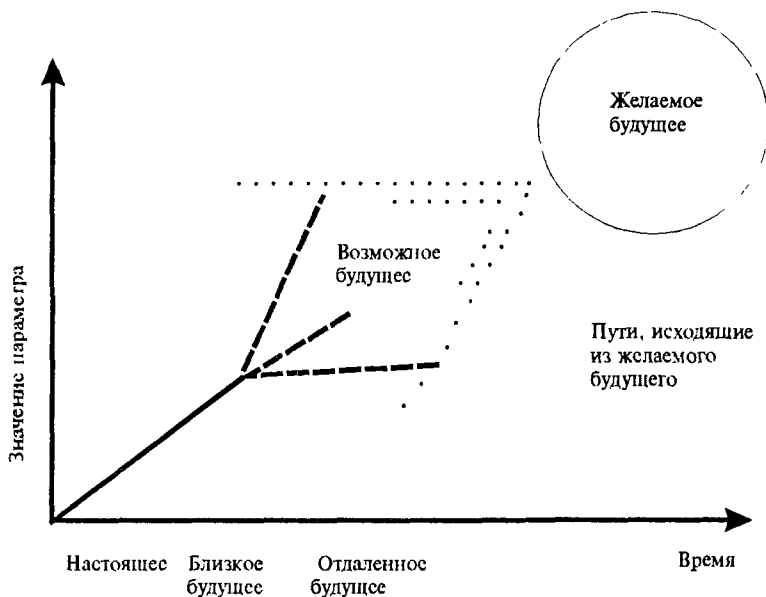 Желаемое
будущее
Возможное
будущее
Пути, исходящие
из желаемого
будущего
Значение параметра
Настоящее
Близкое
будущее
Отдаленное
будущее
Время